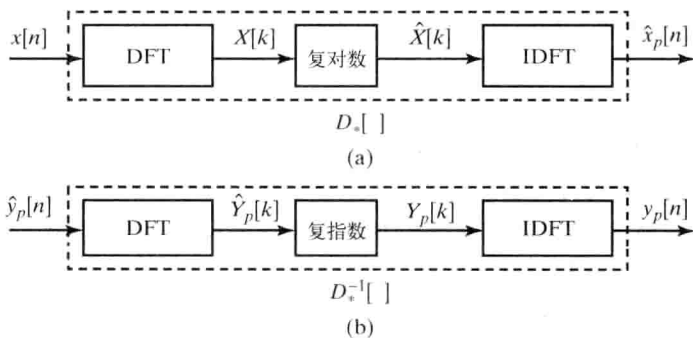 x[n] DFT X[k] 复对数 X̂[k] IDFT x̂ₚ[n]
D∗[ ]
(a)
ŷₚ[n] DFT Ŷₚ[k] 复指数 Yₚ[k] IDFT yₚ[n]
D∗⁻¹[ ]
(b)